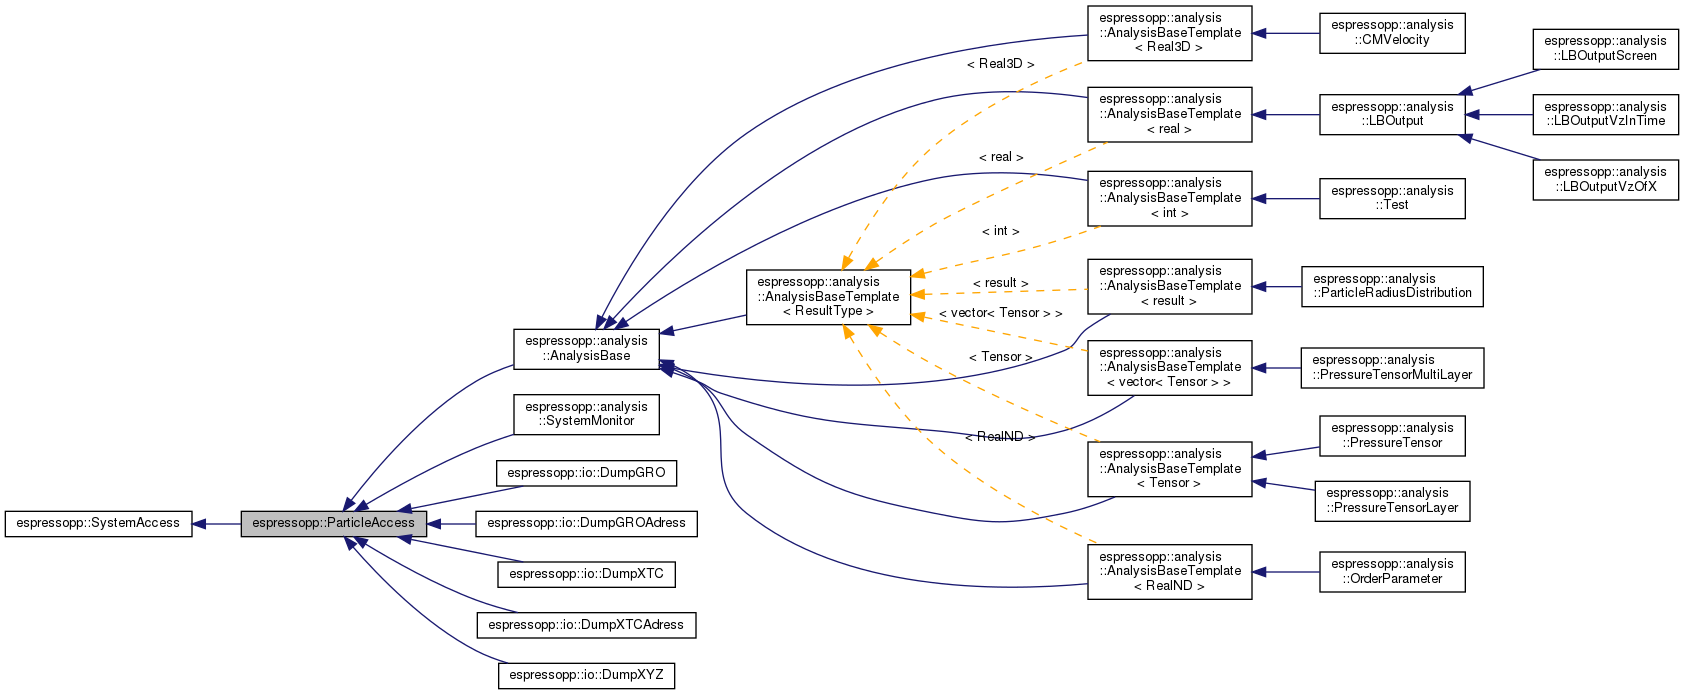 espressopp::SystemAccess
espressopp::ParticleAccess
espressopp::analysis
::AnalysisBase
espressopp::analysis
::SystemMonitor
espressopp::io::DumpGRO
espressopp::io::DumpGROAdress
espressopp::io::DumpXTC
espressopp::io::DumpXTCAdress
espressopp::io::DumpXYZ
espressopp::analysis
::AnalysisBaseTemplate
< ResultType >
< Real3D >
< real >
< int >
< result >
< vector< Tensor > >
< Tensor >
< RealND >
espressopp::analysis
::AnalysisBaseTemplate
< Real3D >
espressopp::analysis
::AnalysisBaseTemplate
< real >
espressopp::analysis
::AnalysisBaseTemplate
< int >
espressopp::analysis
::AnalysisBaseTemplate
< result >
espressopp::analysis
::AnalysisBaseTemplate
< vector< Tensor > >
espressopp::analysis
::AnalysisBaseTemplate
< Tensor >
espressopp::analysis
::AnalysisBaseTemplate
< RealND >
espressopp::analysis
::CMVelocity
espressopp::analysis
::LBOutput
espressopp::analysis
::Test
espressopp::analysis
::ParticleRadiusDistribution
espressopp::analysis
::PressureTensorMultiLayer
espressopp::analysis
::PressureTensor
espressopp::analysis
::PressureTensorLayer
espressopp::analysis
::OrderParameter
espressopp::analysis
::LBOutputScreen
espressopp::analysis
::LBOutputVzInTime
espressopp::analysis
::LBOutputVzOfX